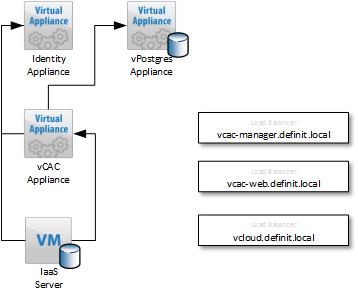 Virtual
Appliance
Identity
Appliance
Virtual
Appliance
vPostgres
Appliance
Virtual
Appliance
vCAC
Appliance
VM
IaaS
Server
Load Balancer
vcac-manager.definit.local
Load Balancer
vcac-web.definit.local
Load Balancer
vcloud.definit.local